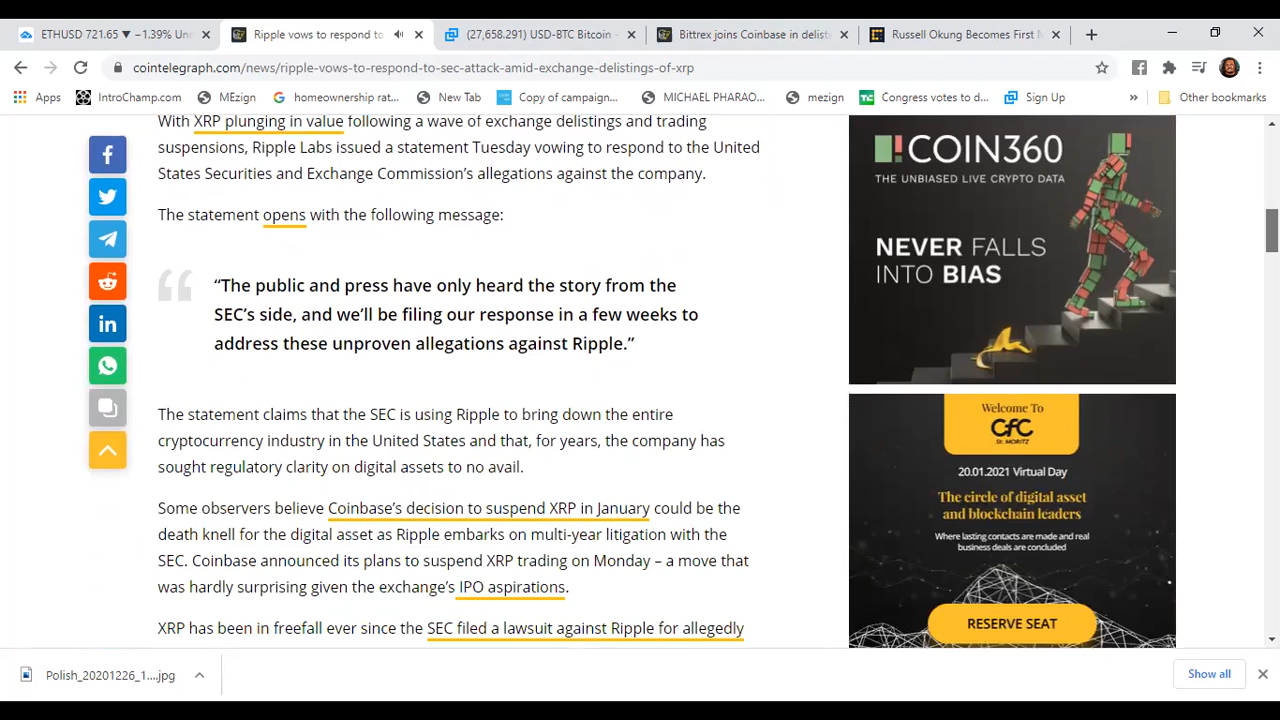 ETHUSD 721.65 ▼ −1.39% Un
Ripple vows to respond to
(27,658.291) USD-BTC Bitcoin -
Bittrex joins Coinbase in delist
Russell Okung Becomes First N
cointelegraph.com/news/ripple-vows-to-respond-to-sec-attack-amid-exchange-delistings-of-xrp
Apps
IntroChamp...
MEzign
homeownership rat...
New Tab
Copy of campaign...
MICHAEL PHARAO...
mezign
Congress votes to d...
Sign Up
»
Other bookmarks
With XRP plunging in value following a wave of exchange delistings and trading
suspensions, Ripple Labs issued a statement Tuesday vowing to respond to the United
States Securities and Exchange Commission’s allegations against the company.
The statement opens with the following message:
“The public and press have only heard the story from the
SEC’s side, and we’ll be filing our response in a few weeks to
address these unproven allegations against Ripple.”
The statement claims that the SEC is using Ripple to bring down the entire
cryptocurrency industry in the United States and that, for years, the company has
sought regulatory clarity on digital assets to no avail.
Some observers believe Coinbase’s decision to suspend XRP in January could be the
death knell for the digital asset as Ripple embarks on multi-year litigation with the
SEC. Coinbase announced its plans to suspend XRP trading on Monday – a move that
was hardly surprising given the exchange’s IPO aspirations.
XRP has been in freefall ever since the SEC filed a lawsuit against Ripple for allegedly
COIN360
THE UNBIASED LIVE CRYPTO DATA
NEVER FALLS
INTO BIAS
Welcome To
CfC
ST. MORITZ
20.01.2021 Virtual Day
The circle of digital asset
and blockchain leaders
Where lasting contacts are made and real
business deals are concluded
RESERVE SEAT
Polish_20201226_1....jpg
Show all